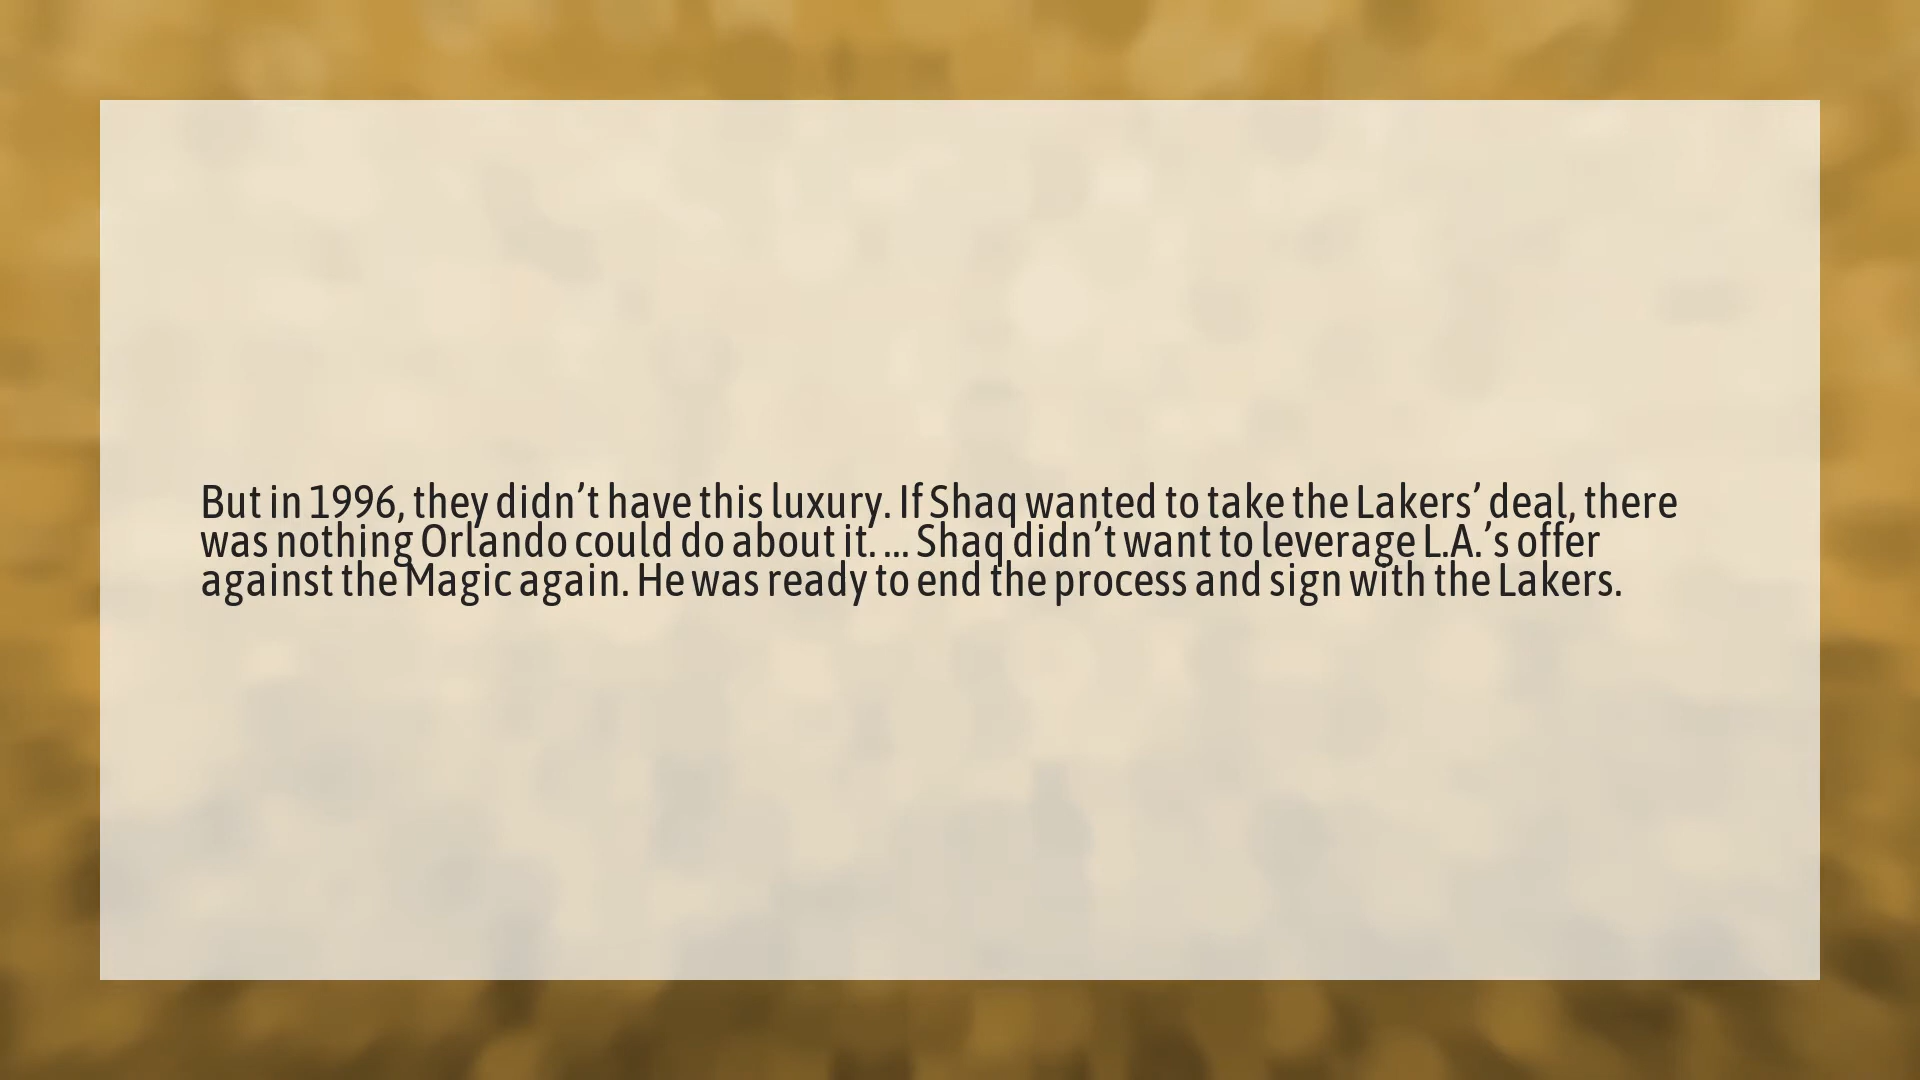 But in 1996, they didn’t have this luxury. If Shaq wanted to take the Lakers’ deal, there
was nothing Orlando could do about it. ... Shaq didn’t want to leverage L.A.’s offer
against the Magic again. He was ready to end the process and sign with the Lakers.